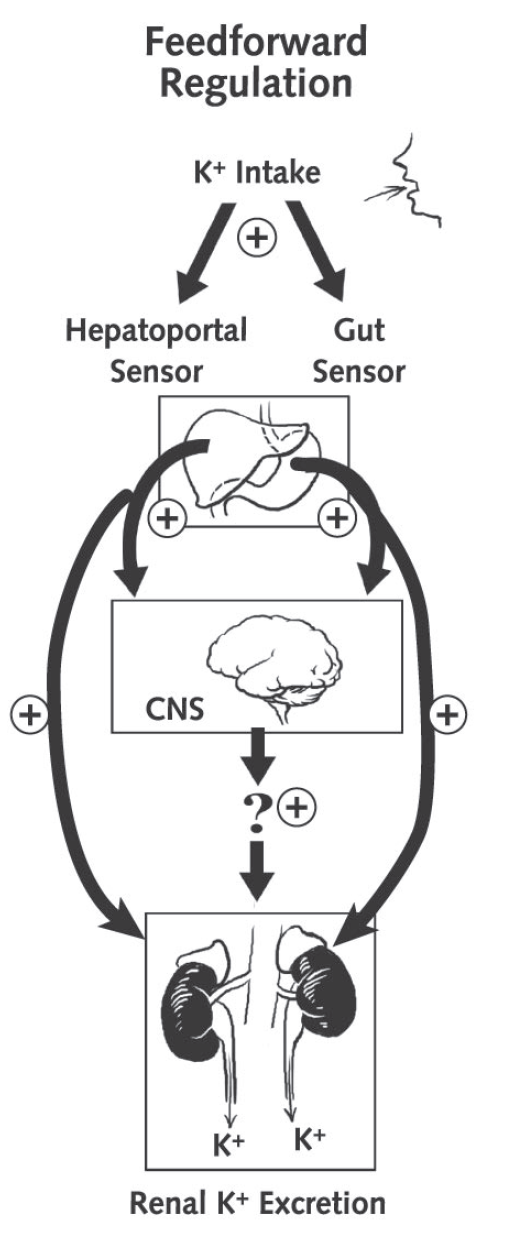 Feedforward
Regulation
K⁺ Intake
+
Hepatoportal
Sensor
Gut
Sensor
+
+
CNS
+
+
?
+
K⁺
K⁺
Renal K⁺ Excretion